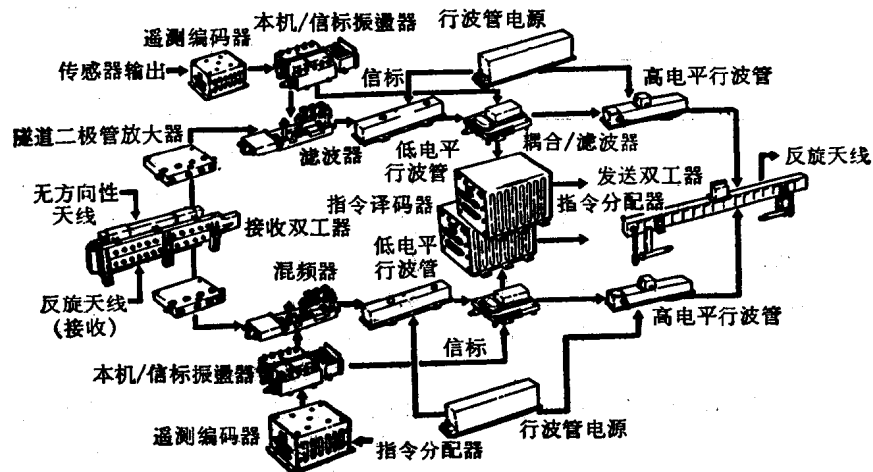 本机/信标振盪器
行波管电源
遥测编码器
传感器输出
信标
高电平行波管
隧道二极管放大器
滤波器
低电平
行波管
耦合/滤波器
反旋天线
无方向性
天线
指令译码器
发送双工器
指令分配器
接收双工器
低电平
行波管
混频器
反旋天线
(接收)
高电平行波管
信标
本机/信标振盪器
遥测编码器
指令分配器
行波管电源